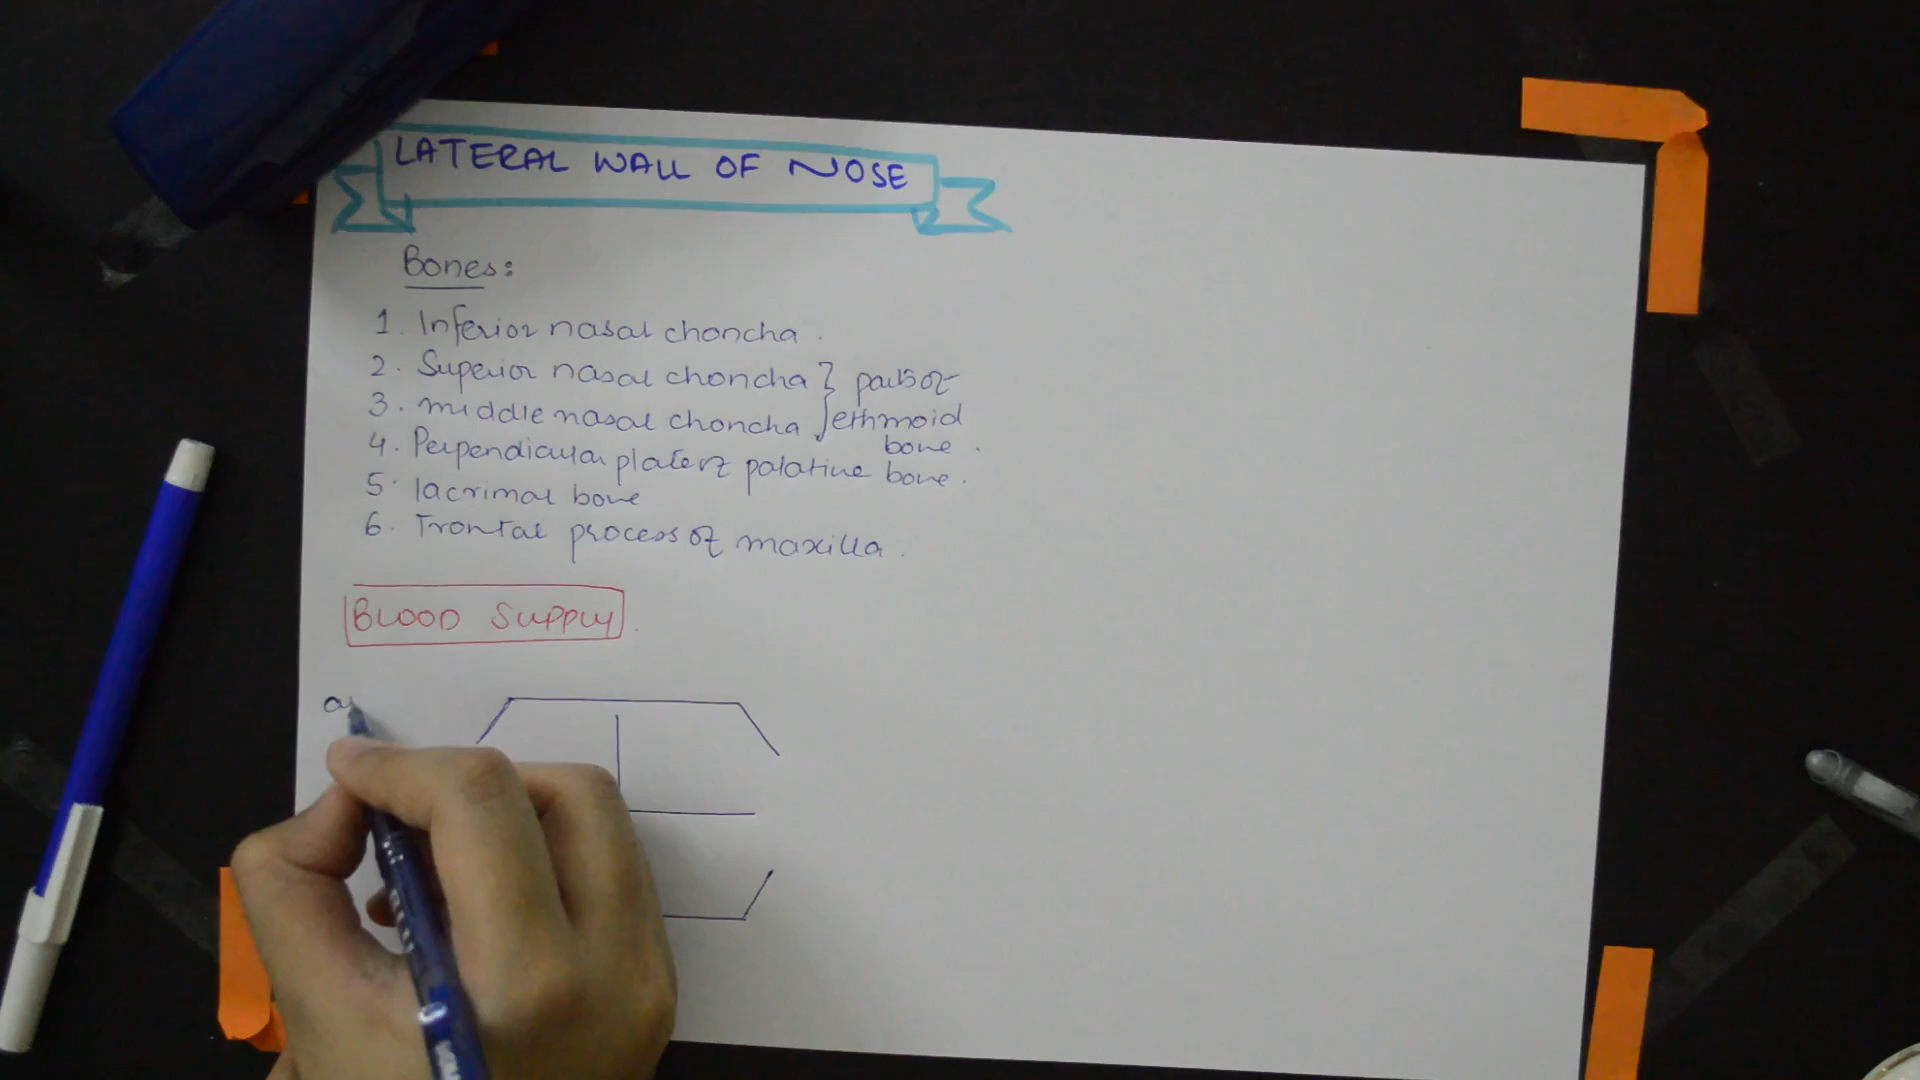 LATERAL WALL OF NOSE
Bones:
1. Inferior nasal choncha.
2. Superior nasal choncha } parts of
3. middle nasal choncha } ethmoid
bone.
4. Perpendicular plate of palatine bone.
5. lacrimal bone
6. Frontal process of maxilla.
BLOOD SUPPLY